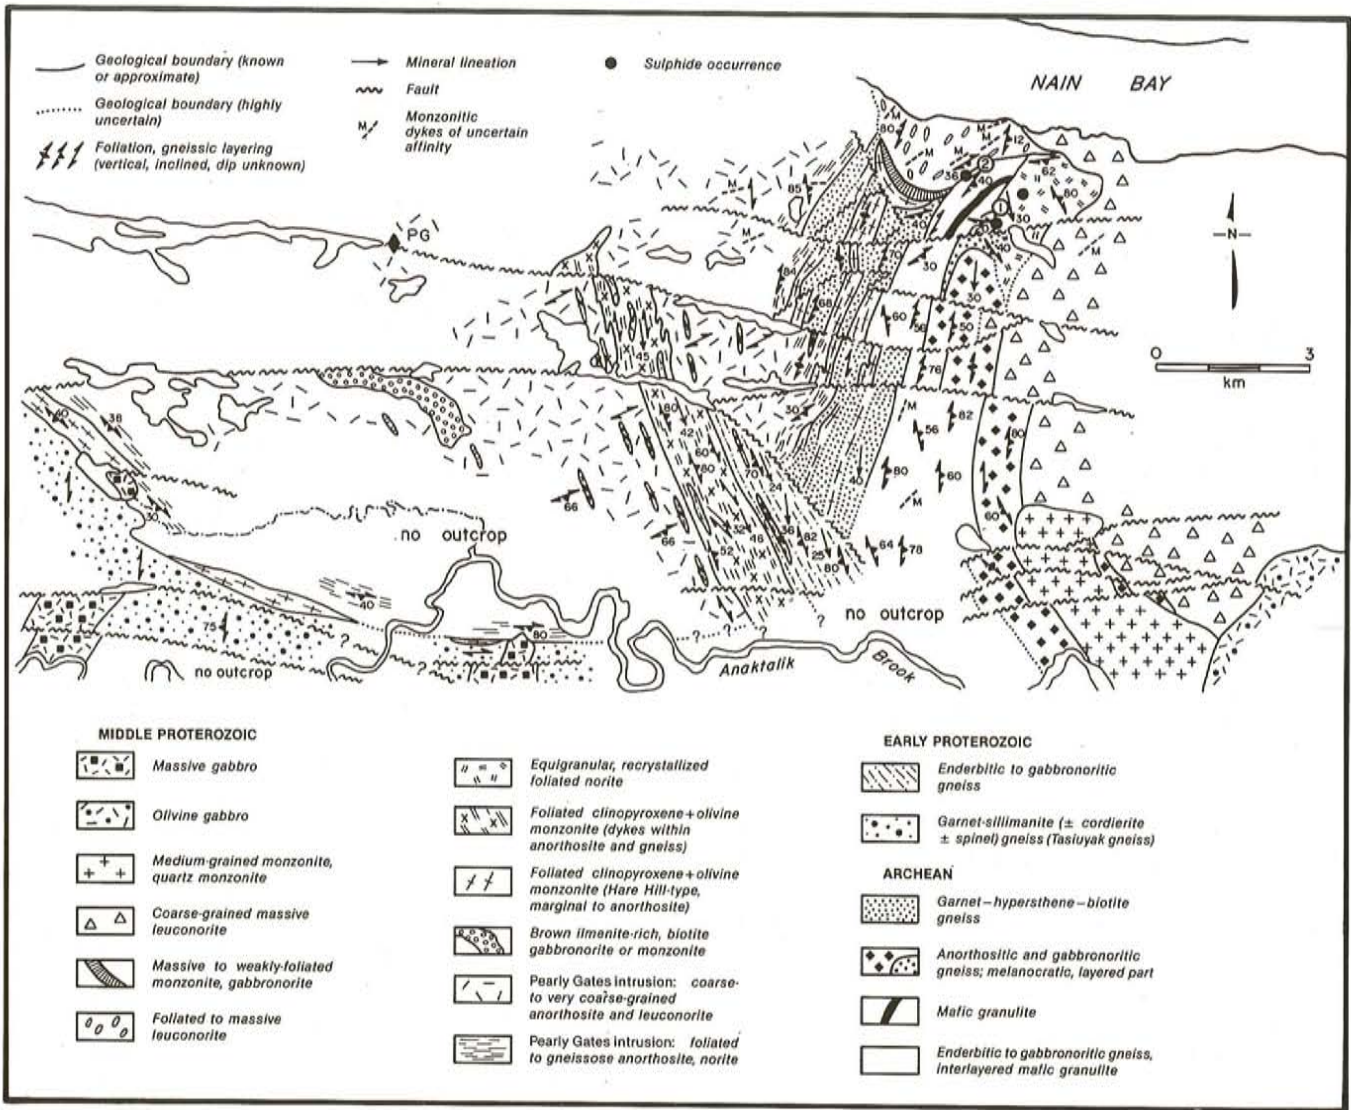 Geological boundary (known
or approximate)
Geological boundary (highly
uncertain)
Foliation, gneissic layering
(vertical, inclined, dip unknown)
Mineral lineation
Fault
M
Monzonitic
dykes of uncertain
affinity
Sulphide occurrence
NAIN BAY
N
0 3
km
PG
no outcrop
no outcrop
no outcrop
Anaktalik
Brook
MIDDLE PROTEROZOIC
Massive gabbro
Olivine gabbro
Medium-grained monzonite,
quartz monzonite
Coarse-grained massive
leuconorite
Massive to weakly-foliated
monzonite, gabbronorite
Foliated to massive
leuconorite
Equigranular, recrystallized
foliated norite
Foliated clinopyroxene+olivine
monzonite (dykes within
anorthosite and gneiss)
Foliated clinopyroxene+olivine
monzonite (Hare Hill-type,
marginal to anorthosite)
Brown ilmenite-rich, biotite
gabbronorite or monzonite
Pearly Gates intrusion: coarse-
to very coarse-grained
anorthosite and leuconorite
Pearly Gates intrusion: foliated
to gneissose anorthosite, norite
EARLY PROTEROZOIC
Enderbitic to gabbronoritic
gneiss
Garnet-sillimanite (± cordierite
± spinel) gneiss (Tasiuyak gneiss)
ARCHEAN
Garnet–hypersthene–biotite
gneiss
Anorthositic and gabbronoritic
gneiss; melanocratic, layered part
Mafic granulite
Enderbitic to gabbronoritic gneiss,
interlayered mafic granulite